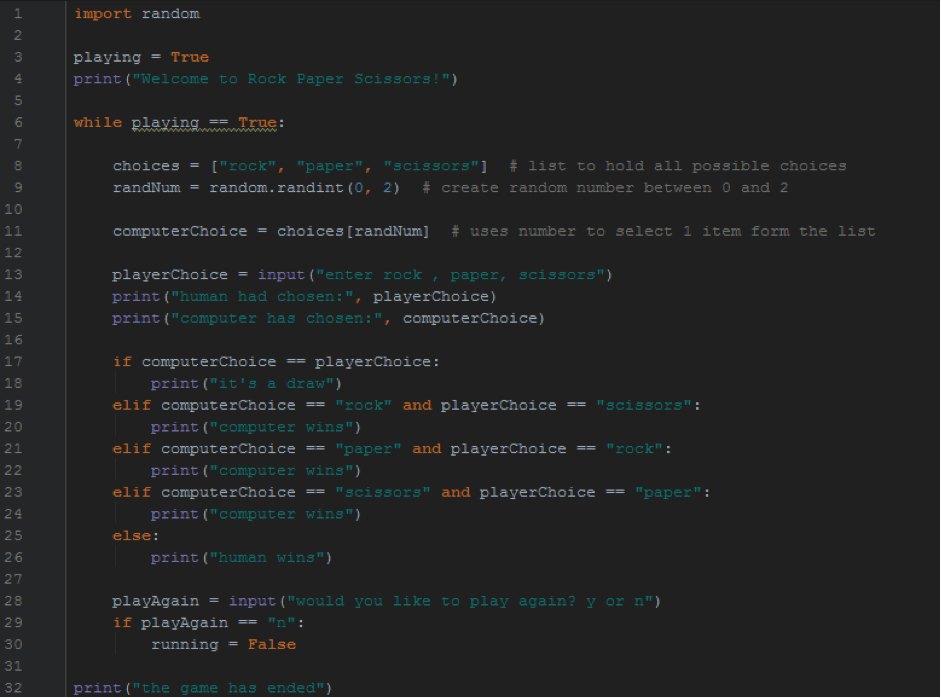 1 import random
2
3 playing = True
4 print("Welcome to Rock Paper Scissors!")
5
6 while playing == True:
7
8     choices = ["rock", "paper", "scissors"]  # list to hold all possible choices
9     randNum = random.randint(0, 2)  # create random number between 0 and 2
10
11     computerChoice = choices[randNum]  # uses number to select 1 item form the list
12
13     playerChoice = input("enter rock , paper, scissors")
14     print("human had chosen:", playerChoice)
15     print("computer has chosen:", computerChoice)
16
17     if computerChoice == playerChoice:
18         print("it's a draw")
19     elif computerChoice == "rock" and playerChoice == "scissors":
20         print("computer wins")
21     elif computerChoice == "paper" and playerChoice == "rock":
22         print("computer wins")
23     elif computerChoice == "scissors" and playerChoice == "paper":
24         print("computer wins")
25     else:
26         print("human wins")
27
28     playAgain = input("would you like to play again? y or n")
29     if playAgain == "n":
30         running = False
31
32 print("the game has ended")